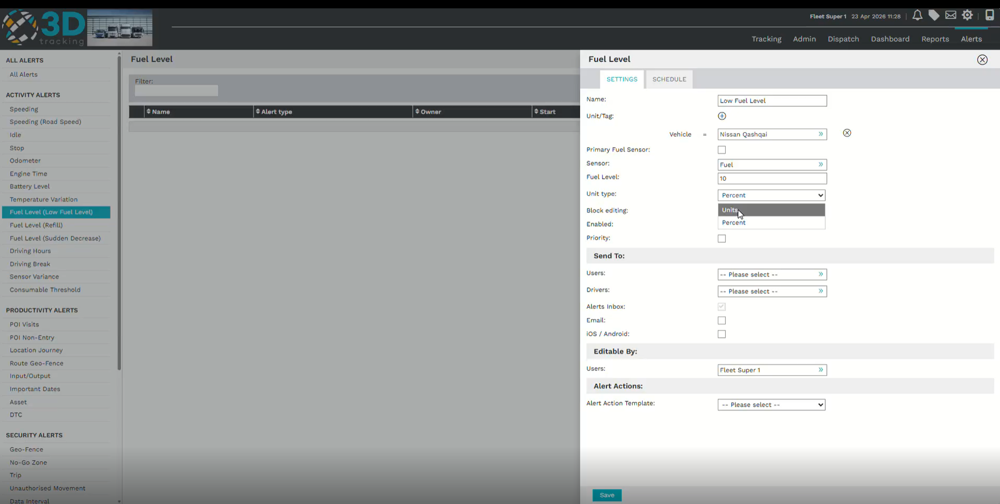 3D
tracking
Fleet Super 1 23 Apr 2026 11:28
Tracking Admin Dispatch Dashboard Reports Alerts
ALL ALERTS
All Alerts
ACTIVITY ALERTS
Speeding
Speeding (Road Speed)
Idle
Stop
Odometer
Engine Time
Battery Level
Temperature Variation
Fuel Level (Low Fuel Level)
Fuel Level (Refill)
Fuel Level (Sudden Decrease)
Driving Hours
Driving Break
Sensor Variance
Consumable Threshold
PRODUCTIVITY ALERTS
POI Visits
POI Non-Entry
Location Journey
Route Geo-Fence
Input/Output
Important Dates
Asset
DTC
SECURITY ALERTS
Geo-Fence
No-Go Zone
Trip
Unauthorised Movement
Data Interval
Fuel Level
Filter:
Name Alert type Owner Start
Fuel Level
SETTINGS SCHEDULE
Name: Low Fuel Level
Unit/Tag:
Vehicle = Nissan Qashqai »
Primary Fuel Sensor:
Sensor: Fuel »
Fuel Level: 10
Unit type: Percent
Block editing: Units
Enabled: Percent
Priority:
Send To:
Users: -- Please select -- »
Drivers: -- Please select -- »
Alerts Inbox:
Email:
iOS / Android:
Editable By:
Users: Fleet Super 1 »
Alert Actions:
Alert Action Template: -- Please select --
Save